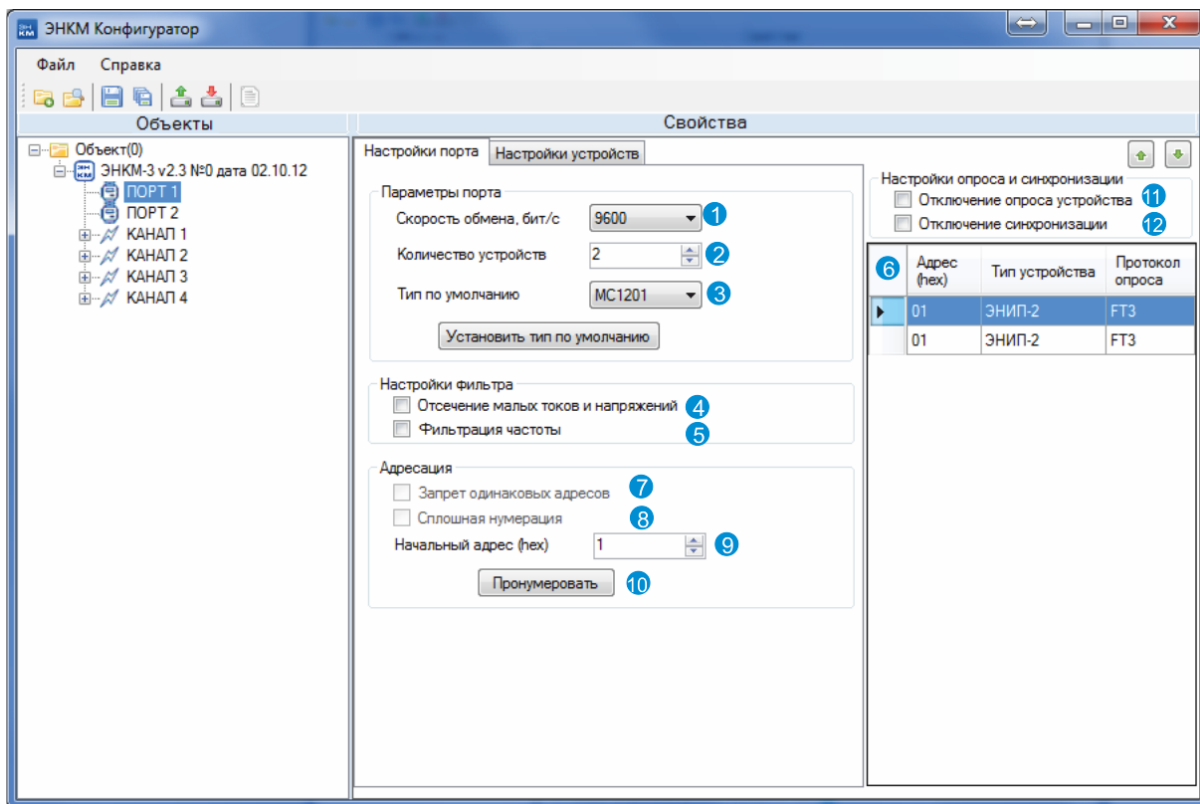 ЭНКМ Конфигуратор
Файл Справка
Объекты
Свойства
Объект(0)
ЭНКМ-3 v2.3 №0 дата 02.10.12
ПОРТ 1
ПОРТ 2
КАНАЛ 1
КАНАЛ 2
КАНАЛ 3
КАНАЛ 4
Настройки порта Настройки устройств
Параметры порта
Скорость обмена, бит/с 9600 1
Количество устройств 2 2
Тип по умолчанию МС1201 3
Установить тип по умолчанию
Настройки фильтра
Отсечение малых токов и напряжений 4
Фильтрация частоты 5
Адресация
Запрет одинаковых адресов 7
Сплошная нумерация 8
Начальный адрес (hex) 1 9
Пронумеровать 10
Настройки опроса и синхронизации
Отключение опроса устройства 11
Отключение синхронизации 12
6 Адрес (hex) Тип устройства Протокол опроса
01 ЭНИП-2 FT3
01 ЭНИП-2 FT3